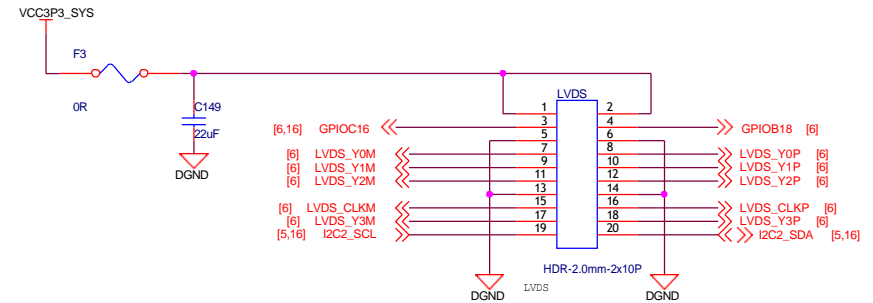 VCC3P3_SYS
F3
0R
C149
22uF
DGND
LVDS
1 2
[6,16] GPIOC16 3 4 GPIOB18 [6]
5 6
[6] LVDS_Y0M 7 8 LVDS_Y0P [6]
[6] LVDS_Y1M 9 10 LVDS_Y1P [6]
[6] LVDS_Y2M 11 12 LVDS_Y2P [6]
13 14
[6] LVDS_CLKM 15 16 LVDS_CLKP [6]
[6] LVDS_Y3M 17 18 LVDS_Y3P [6]
[5,16] I2C2_SCL 19 20 I2C2_SDA [5,16]
HDR-2.0mm-2x10P
LVDS
DGND DGND